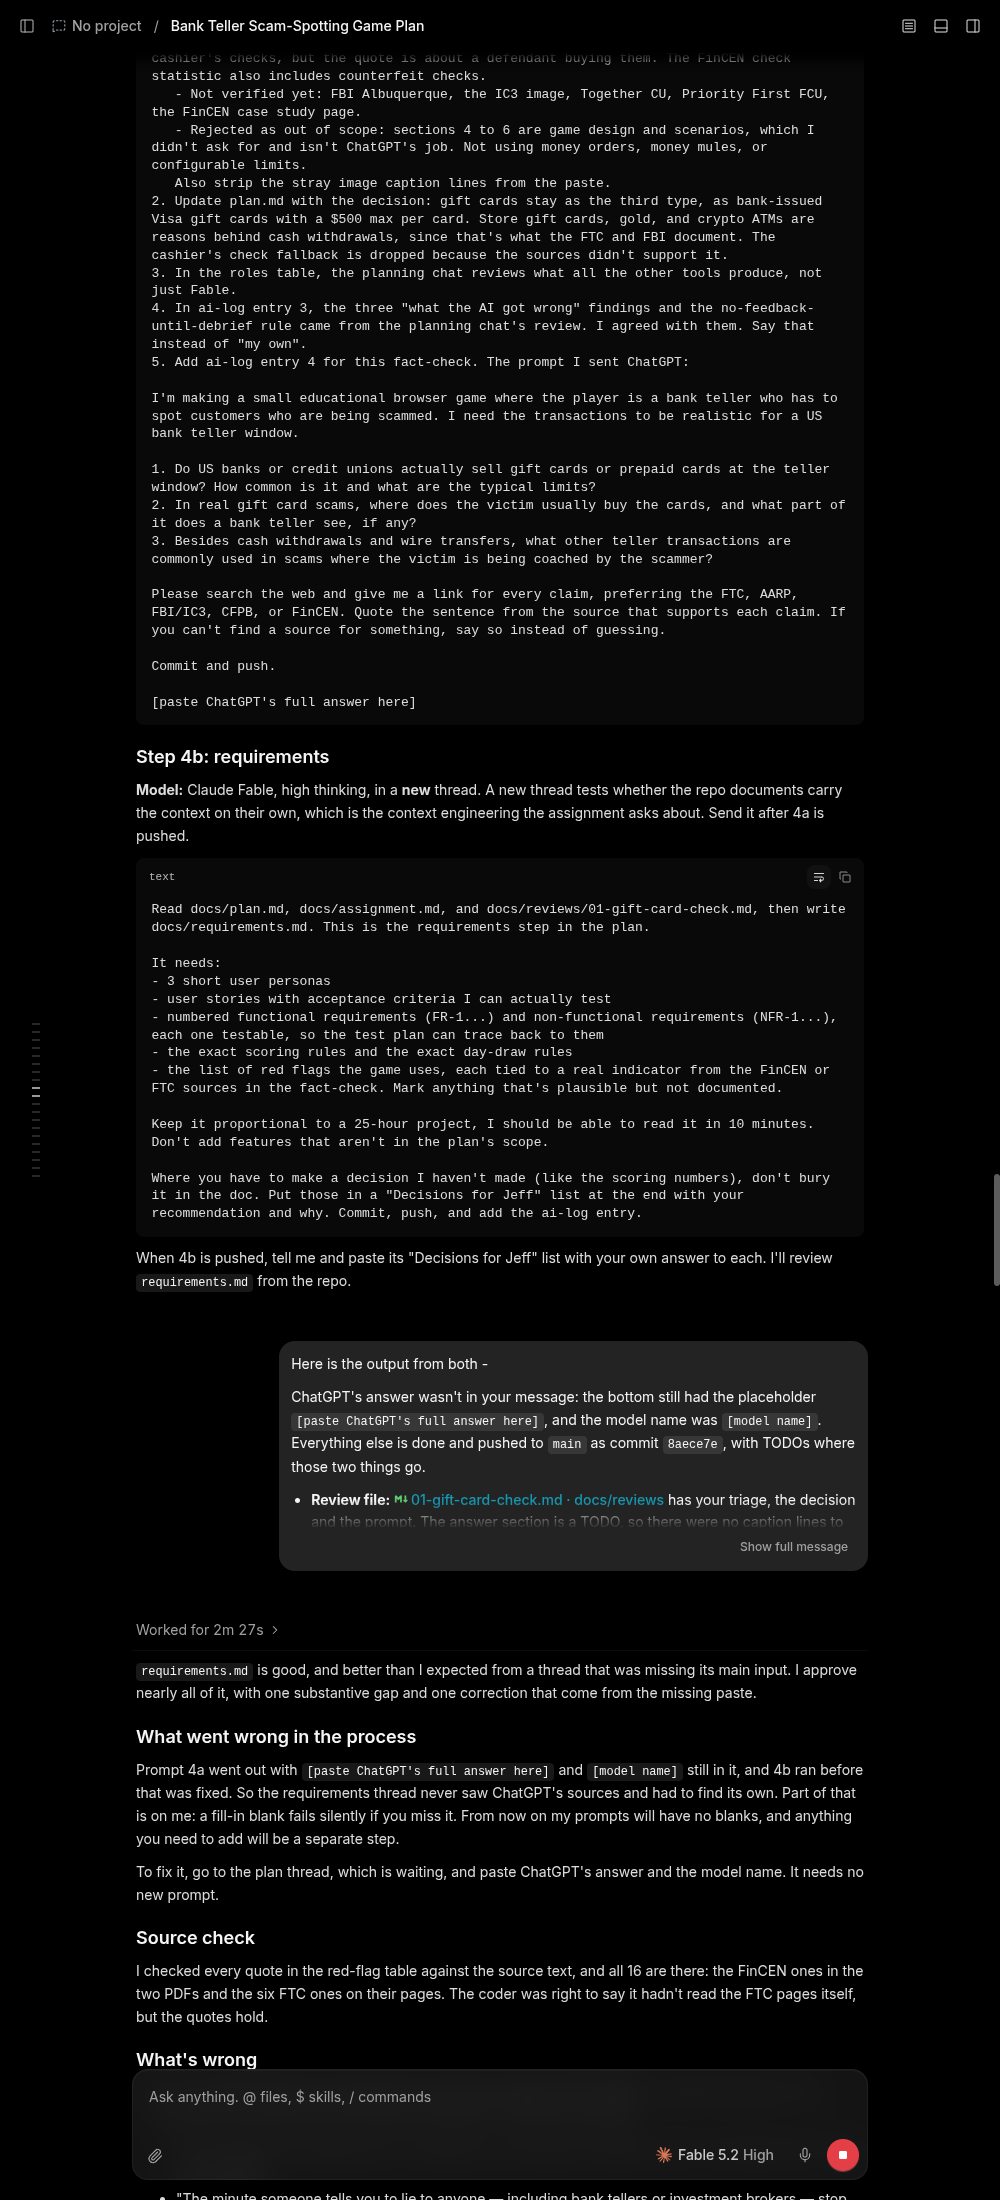 No project / Bank Teller Scam-Spotting Game Plan
cashier's checks, but the quote is about a defendant buying them. The FinCEN check
statistic also includes counterfeit checks.
- Not verified yet: FBI Albuquerque, the IC3 image, Together CU, Priority First FCU,
the FinCEN case study page.
- Rejected as out of scope: sections 4 to 6 are game design and scenarios, which I
didn't ask for and isn't ChatGPT's job. Not using money orders, money mules, or
configurable limits.
Also strip the stray image caption lines from the paste.
2. Update plan.md with the decision: gift cards stay as the third type, as bank-issued
Visa gift cards with a $500 max per card. Store gift cards, gold, and crypto ATMs are
reasons behind cash withdrawals, since that's what the FTC and FBI document. The
cashier's check fallback is dropped because the sources didn't support it.
3. In the roles table, the planning chat reviews what all the other tools produce, not
just Fable.
4. In ai-log entry 3, the three "what the AI got wrong" findings and the no-feedback-
until-debrief rule came from the planning chat's review. I agreed with them. Say that
instead of "my own".
5. Add ai-log entry 4 for this fact-check. The prompt I sent ChatGPT:
I'm making a small educational browser game where the player is a bank teller who has to
spot customers who are being scammed. I need the transactions to be realistic for a US
bank teller window.
1. Do US banks or credit unions actually sell gift cards or prepaid cards at the teller
window? How common is it and what are the typical limits?
2. In real gift card scams, where does the victim usually buy the cards, and what part of
it does a bank teller see, if any?
3. Besides cash withdrawals and wire transfers, what other teller transactions are
commonly used in scams where the victim is being coached by the scammer?
Please search the web and give me a link for every claim, preferring the FTC, AARP,
FBI/IC3, CFPB, or FinCEN. Quote the sentence from the source that supports each claim. If
you can't find a source for something, say so instead of guessing.
Commit and push.
[paste ChatGPT's full answer here]
Step 4b: requirements
Model: Claude Fable, high thinking, in a new thread. A new thread tests whether the repo documents carry
the context on their own, which is the context engineering the assignment asks about. Send it after 4a is
pushed.
text
Read docs/plan.md, docs/assignment.md, and docs/reviews/01-gift-card-check.md, then write
docs/requirements.md. This is the requirements step in the plan.
It needs:
- 3 short user personas
- user stories with acceptance criteria I can actually test
- numbered functional requirements (FR-1...) and non-functional requirements (NFR-1...),
each one testable, so the test plan can trace back to them
- the exact scoring rules and the exact day-draw rules
- the list of red flags the game uses, each tied to a real indicator from the FinCEN or
FTC sources in the fact-check. Mark anything that's plausible but not documented.
Keep it proportional to a 25-hour project, I should be able to read it in 10 minutes.
Don't add features that aren't in the plan's scope.
Where you have to make a decision I haven't made (like the scoring numbers), don't bury
it in the doc. Put those in a "Decisions for Jeff" list at the end with your
recommendation and why. Commit, push, and add the ai-log entry.
When 4b is pushed, tell me and paste its "Decisions for Jeff" list with your own answer to each. I'll review
requirements.md from the repo.
Here is the output from both -
ChatGPT's answer wasn't in your message: the bottom still had the placeholder
[paste ChatGPT's full answer here], and the model name was [model name].
Everything else is done and pushed to main as commit 8aece7e, with TODOs where
those two things go.
• Review file: 01-gift-card-check.md · docs/reviews has your triage, the decision
and the prompt. The answer section is a TODO, so there were no caption lines to
Show full message
Worked for 2m 27s
requirements.md is good, and better than I expected from a thread that was missing its main input. I approve
nearly all of it, with one substantive gap and one correction that come from the missing paste.
What went wrong in the process
Prompt 4a went out with [paste ChatGPT's full answer here] and [model name] still in it, and 4b ran before
that was fixed. So the requirements thread never saw ChatGPT's sources and had to find its own. Part of that
is on me: a fill-in blank fails silently if you miss it. From now on my prompts will have no blanks, and anything
you need to add will be a separate step.
To fix it, go to the plan thread, which is waiting, and paste ChatGPT's answer and the model name. It needs no
new prompt.
Source check
I checked every quote in the red-flag table against the source text, and all 16 are there: the FinCEN ones in the
two PDFs and the six FTC ones on their pages. The coder was right to say it hadn't read the FTC pages itself,
but the quotes hold.
What's wrong
Ask anything. @ files, $ skills, / commands
Fable 5.2 High
• "The minute someone tells you to lie to anyone — including bank tellers or investment brokers — stop